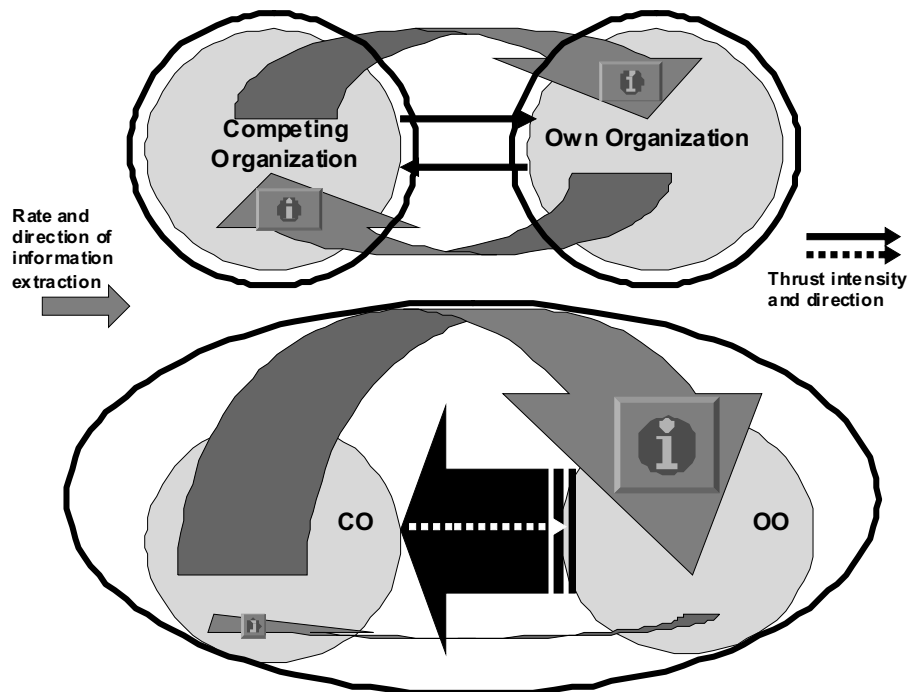 Competing
Organization
Own Organization
i
i
Rate and
direction of
information
extraction
Thrust intensity
and direction
i
CO
OO
i